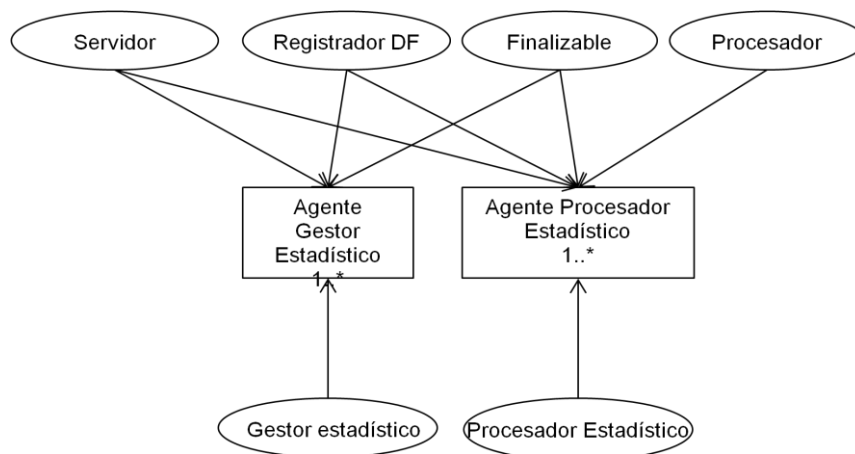 Servidor
Registrador DF
Finalizable
Procesador
Agente
Gestor
Estadístico
1..*
Agente Procesador
Estadístico
1..*
Gestor estadístico
Procesador Estadístico